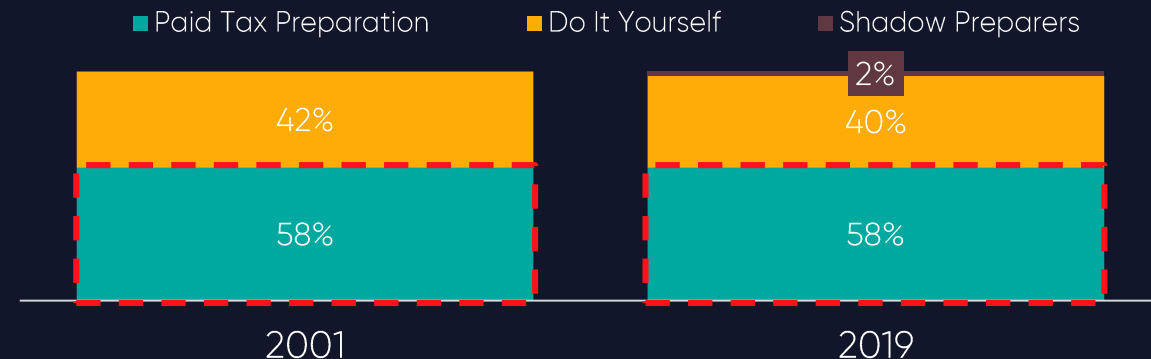 Paid Tax Preparation Do It Yourself Shadow Preparers
2%
42% 40%
58% 58%
2001 2019